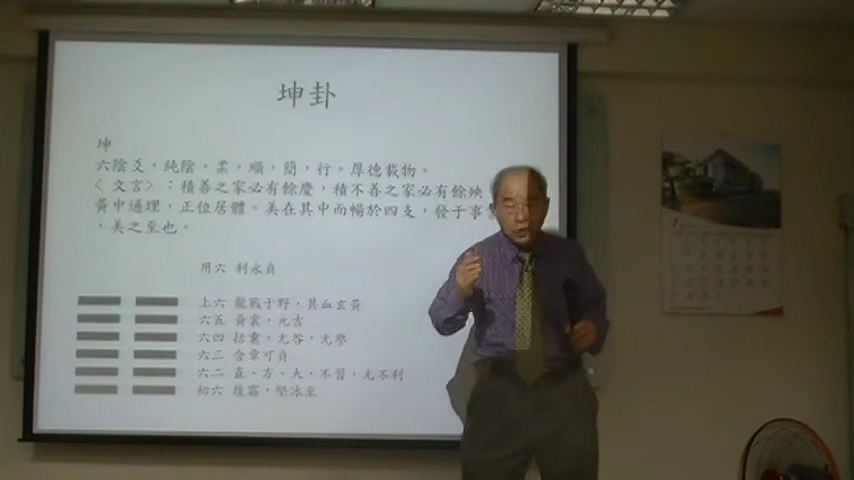 坤卦
坤
六陰爻，純陰，柔，順，簡，行。厚德載物。
<文言>：積善之家必有餘慶，積不善之家必有餘殃
黃中通理，正位居體。美在其中而暢於四支，發于事
，美之至也。
用六 利永貞
上六 龍戰于野，其血玄黃
六五 黃裳，元吉
六四 括囊，无咎，无譽
六三 含章可貞
六二 直、方、大，不習，无不利
初六 履霜，堅冰至